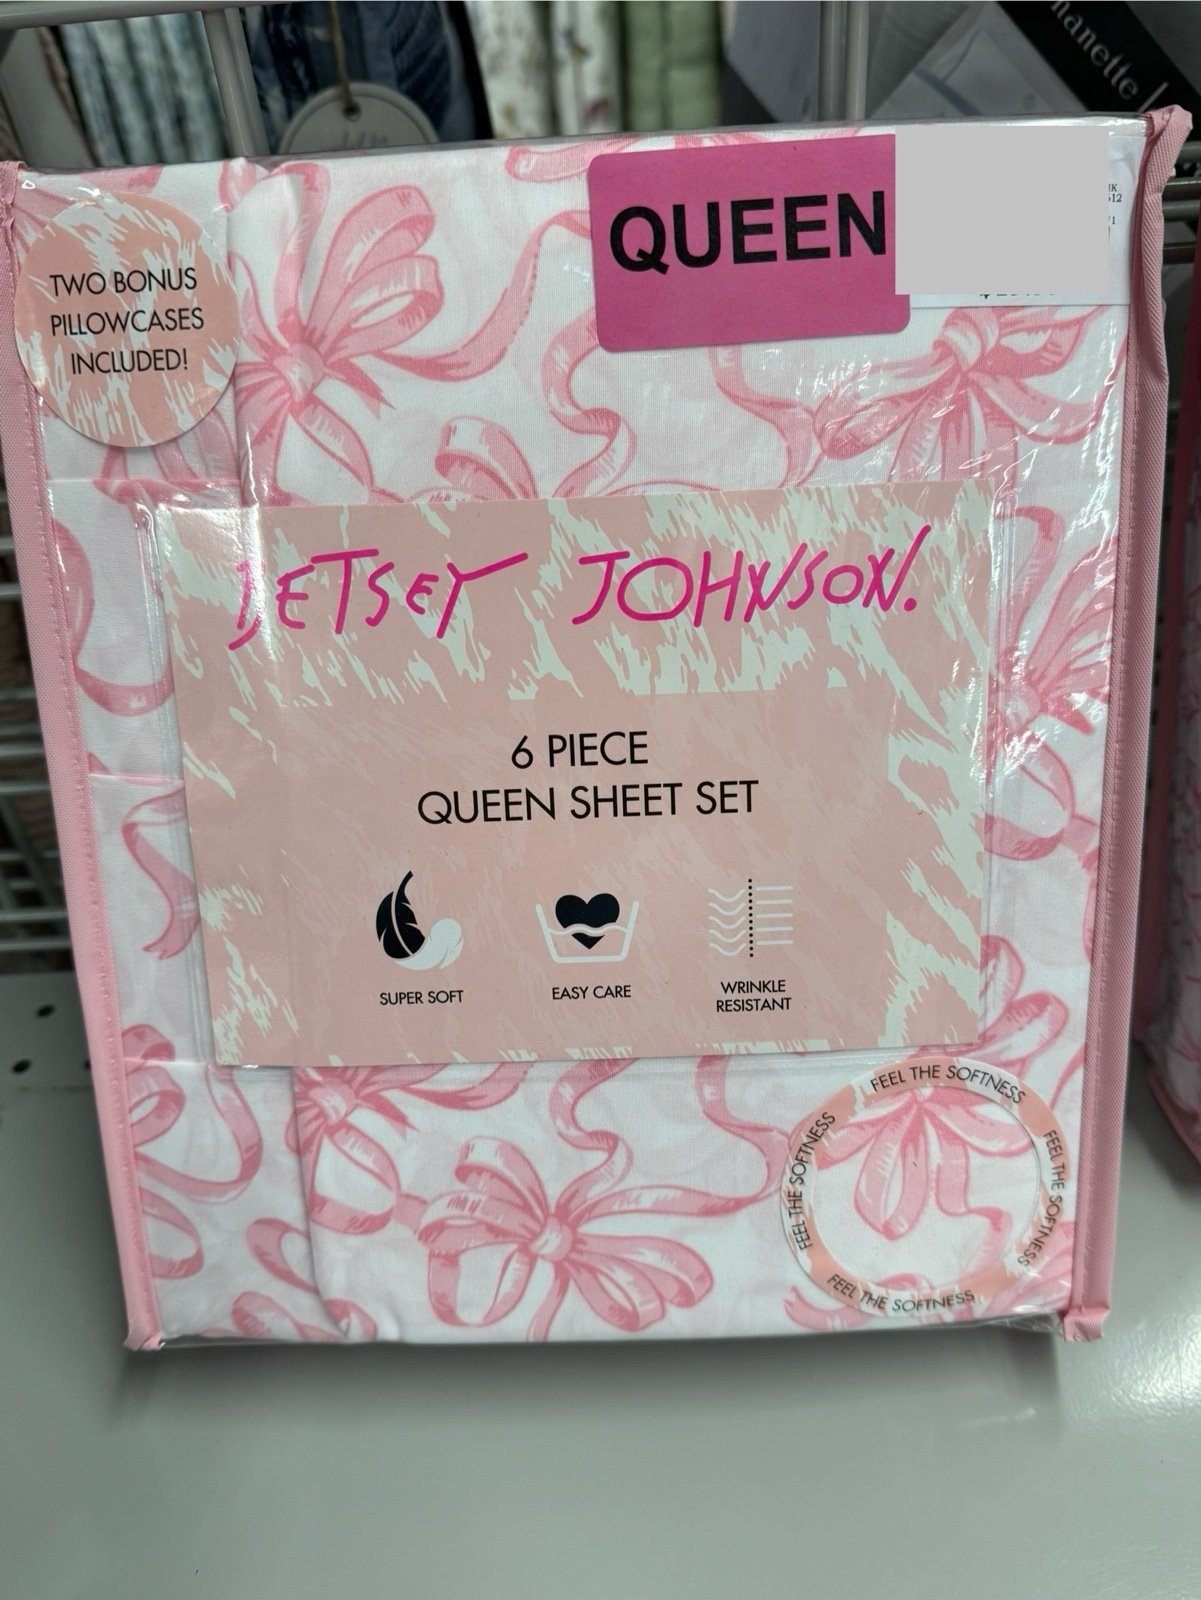 nanette
QUEEN
TWO BONUS
PILLOWCASES
INCLUDED!
BETSEY JOHNSON.
6 PIECE
QUEEN SHEET SET
SUPER SOFT
EASY CARE
WRINKLE
RESISTANT
FEEL THE SOFTNESS
FEEL THE SOFTNESS
FEEL THE SOFTNESS
FEEL THE SOFTNESS